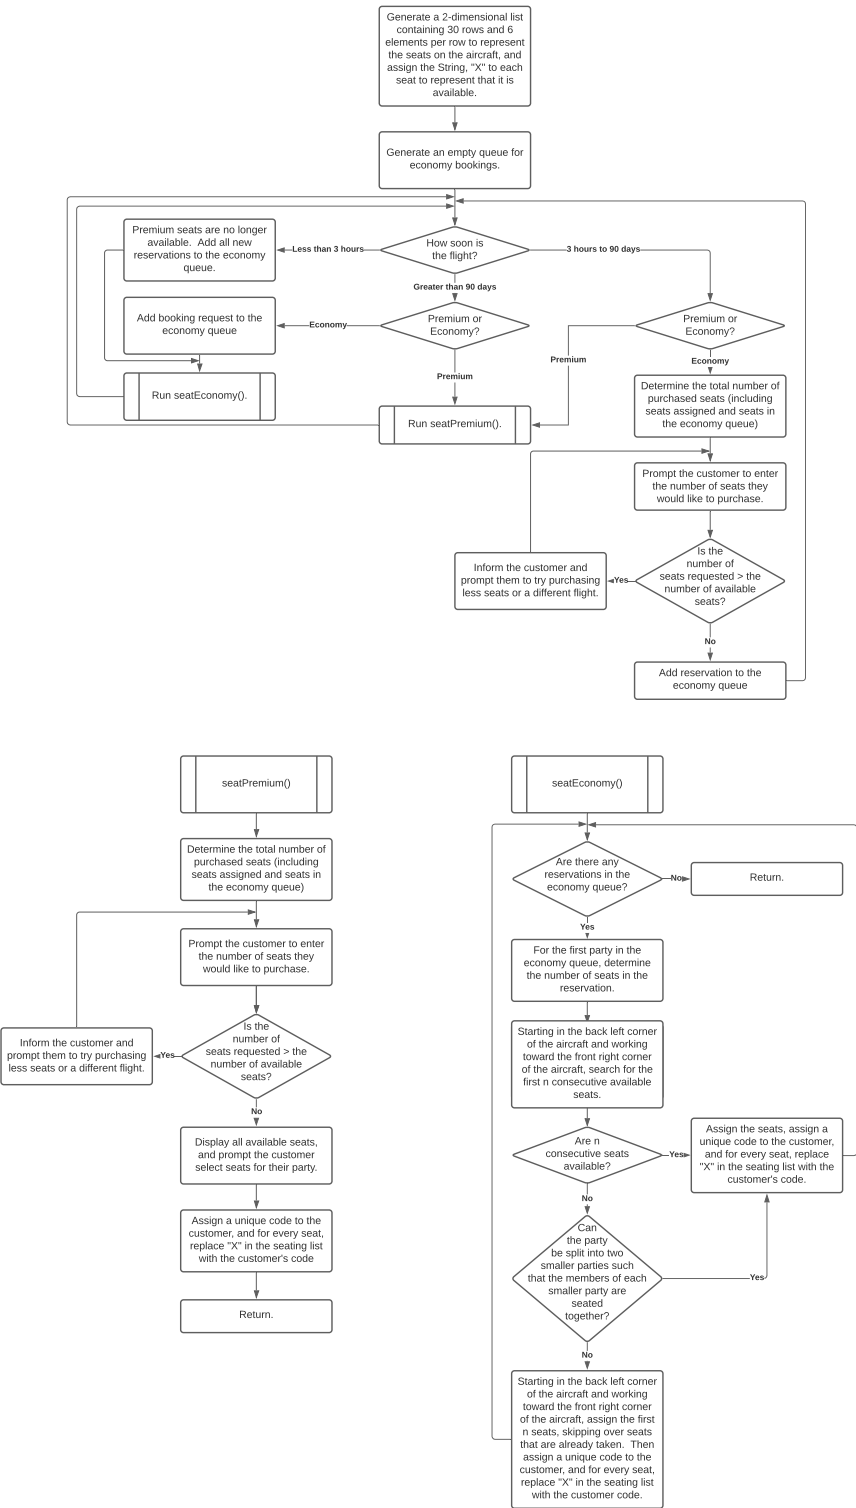 Generate a 2-dimensional list
containing 30 rows and 6
elements per row to represent
the seats on the aircraft, and
assign the String, "X" to each
seat to represent that it is
available.
Generate an empty queue for
economy bookings.
How soon is
the flight?
Less than 3 hours
3 hours to 90 days
Greater than 90 days
Premium seats are no longer
available.  Add all new
reservations to the economy
queue.
Premium or
Economy?
Economy
Premium
Add booking request to the
economy queue
Run seatEconomy().
Run seatPremium().
Premium or
Economy?
Premium
Economy
Determine the total number of
purchased seats (including
seats assigned and seats in
the economy queue)
Prompt the customer to enter
the number of seats they
would like to purchase.
Is the
number of
seats requested > the
number of available
seats?
Yes
Inform the customer and
prompt them to try purchasing
less seats or a different flight.
No
Add reservation to the
economy queue
seatPremium()
Determine the total number of
purchased seats (including
seats assigned and seats in
the economy queue)
Prompt the customer to enter
the number of seats they
would like to purchase.
Is the
number of
seats requested > the
number of available
seats?
Yes
Inform the customer and
prompt them to try purchasing
less seats or a different flight.
No
Display all available seats,
and prompt the customer
select seats for their party.
Assign a unique code to the
customer, and for every seat,
replace "X" in the seating list
with the customer's code
Return.
seatEconomy()
Are there any
reservations in the
economy queue?
No
Return.
Yes
For the first party in the
economy queue, determine
the number of seats in the
reservation.
Starting in the back left corner
of the aircraft and working
toward the front right corner
of the aircraft, search for the
first n consecutive available
seats.
Are n
consecutive seats
available?
Yes
Assign the seats, assign a
unique code to the customer,
and for every seat, replace
"X" in the seating list with the
customer's code.
No
Can
the party
be split into two
smaller parties such
that the members of each
smaller party are
seated
together?
Yes
No
Starting in the back left corner
of the aircraft and working
toward the front right corner
of the aircraft, assign the first
n seats, skipping over seats
that are already taken.  Then
assign a unique code to the
customer, and for every seat,
replace "X" in the seating list
with the customer code.